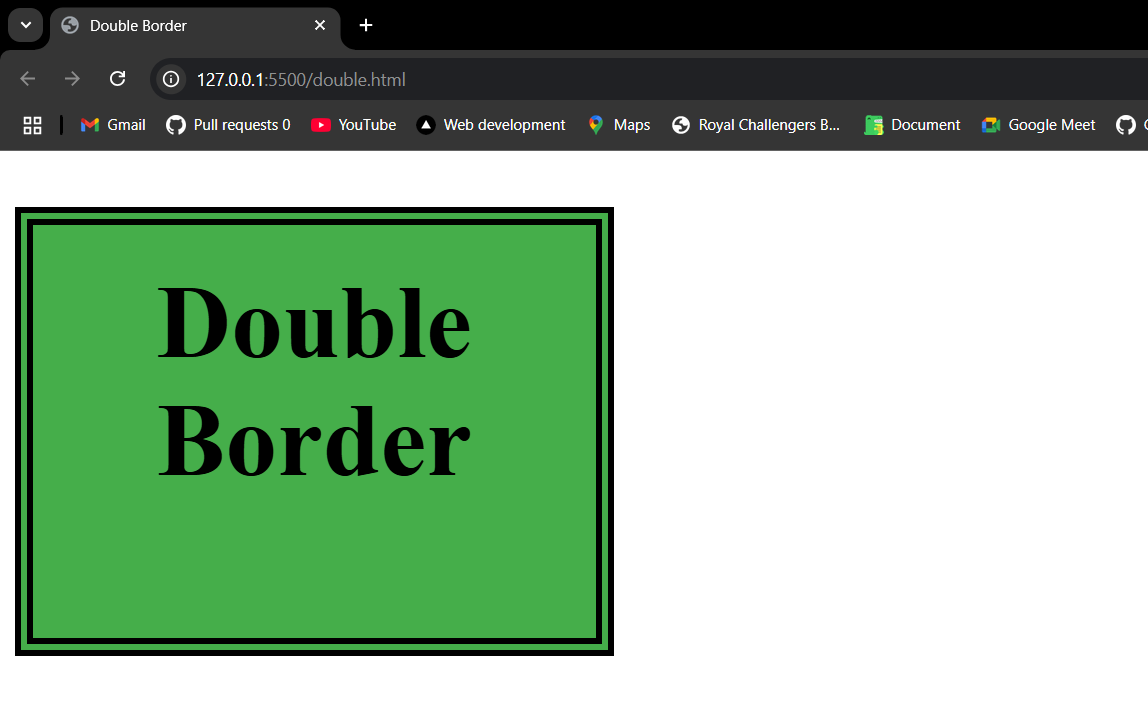 Double Border
127.0.0.1:5500/double.html
Gmail Pull requests 0 YouTube Web development Maps Royal Challengers B... Document Google Meet
Double
Border